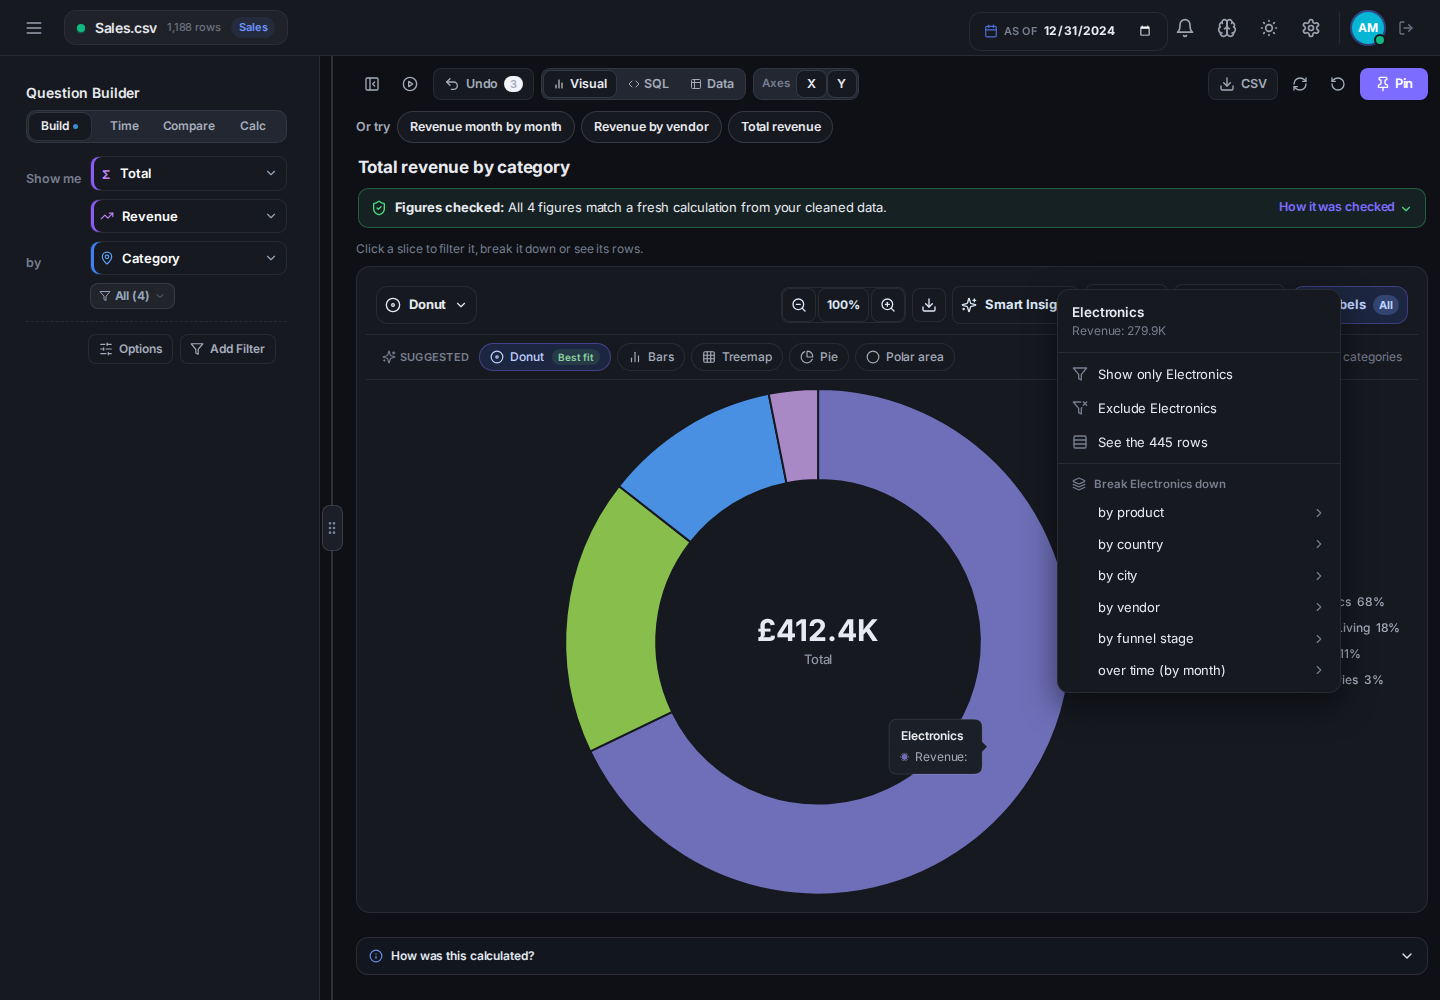 Sales.csv 1,188 rows Sales
AS OF 12/31/2024
AM
Question Builder
Build Time Compare Calc
Show me Σ Total
Revenue
by Category
All (4)
Options Add Filter
Undo 3 Visual SQL Data Axes X Y
CSV Pin
Or try Revenue month by month Revenue by vendor Total revenue
Total revenue by category
Figures checked: All 4 figures match a fresh calculation from your cleaned data. How it was checked
Click a slice to filter it, break it down or see its rows.
Donut 100% Smart Insig bels All
SUGGESTED Donut Best fit Bars Treemap Pie Polar area categories
Electronics
Revenue: 279.9K
Show only Electronics
Exclude Electronics
See the 445 rows
Break Electronics down
by product
by country
by city
by vendor
by funnel stage
over time (by month)
cs 68%
iving 18%
11%
ies 3%
£412.4K
Total
Electronics
Revenue:
How was this calculated?